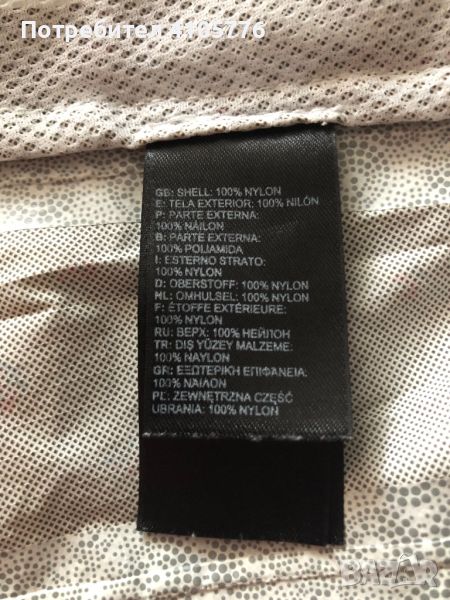 Потребител 4105776
GB: SHELL: 100% NYLON
E: TELA EXTERIOR: 100% NILÓN
P: PARTE EXTERNA:
100% NÁILON
B: PARTE EXTERNA:
100% POLIAMIDA
I: ESTERNO STRATO:
100% NYLON
D: OBERSTOFF: 100% NYLON
NL: OMHULSEL: 100% NYLON
F: ÉTOFFE EXTÉRIEURE:
100% NYLON
RU: ВЕРХ: 100% НЕЙЛОН
TR: DIŞ YÜZEY MALZEME:
100% NAYLON
GR: ΕΞΩΤΕΡΙΚΗ ΕΠΙΦΑΝΕΙΑ:
100% ΝΑΪΛΟΝ
PL: ZEWNĘTRZNA CZĘŚĆ
UBRANIA: 100% NYLON
BAZAR